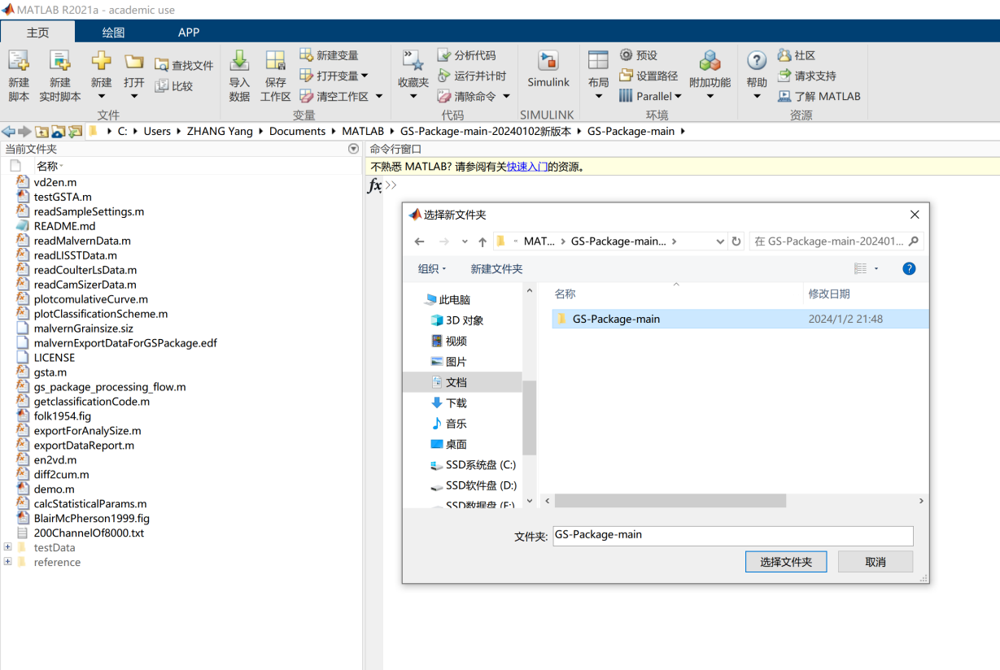 MATLAB R2021a - academic use
主页 绘图 APP
新建脚本 新建实时脚本 新建 打开 查找文件 比较
导入数据 保存工作区 新建变量 打开变量 清空工作区
收藏夹 分析代码 运行并计时 清除命令
Simulink
布局 预设 设置路径 Parallel 附加功能
帮助 社区 请求支持 了解 MATLAB
文件 变量 代码 SIMULINK 环境 资源
C: Users ZHANG Yang Documents MATLAB GS-Package-main-20240102新版本 GS-Package-main
当前文件夹
名称
vd2en.m
testGSTA.m
readSampleSettings.m
README.md
readMalvernData.m
readLISSTData.m
readCoulterLsData.m
readCamSizerData.m
plotcomulativeCurve.m
plotClassificationScheme.m
malvernGrainsize.siz
malvernExportDataForGSPackage.edf
LICENSE
gsta.m
gs_package_processing_flow.m
getclassificationCode.m
folk1954.fig
exportForAnalySize.m
exportDataReport.m
en2vd.m
diff2cum.m
demo.m
calcStatisticalParams.m
BlairMcPherson1999.fig
200ChannelOf8000.txt
testData
reference
命令行窗口
不熟悉 MATLAB? 请参阅有关快速入门的资源。
fx >>
选择新文件夹
« MAT... › GS-Package-main... ›
在 GS-Package-main-202401...
组织 新建文件夹
此电脑
3D 对象
视频
图片
文档
下载
音乐
桌面
SSD系统盘 (C:)
SSD软件盘 (D:)
SSD数据盘 (E:)
名称 修改日期
GS-Package-main 2024/1/2 21:48
文件夹: GS-Package-main
选择文件夹 取消